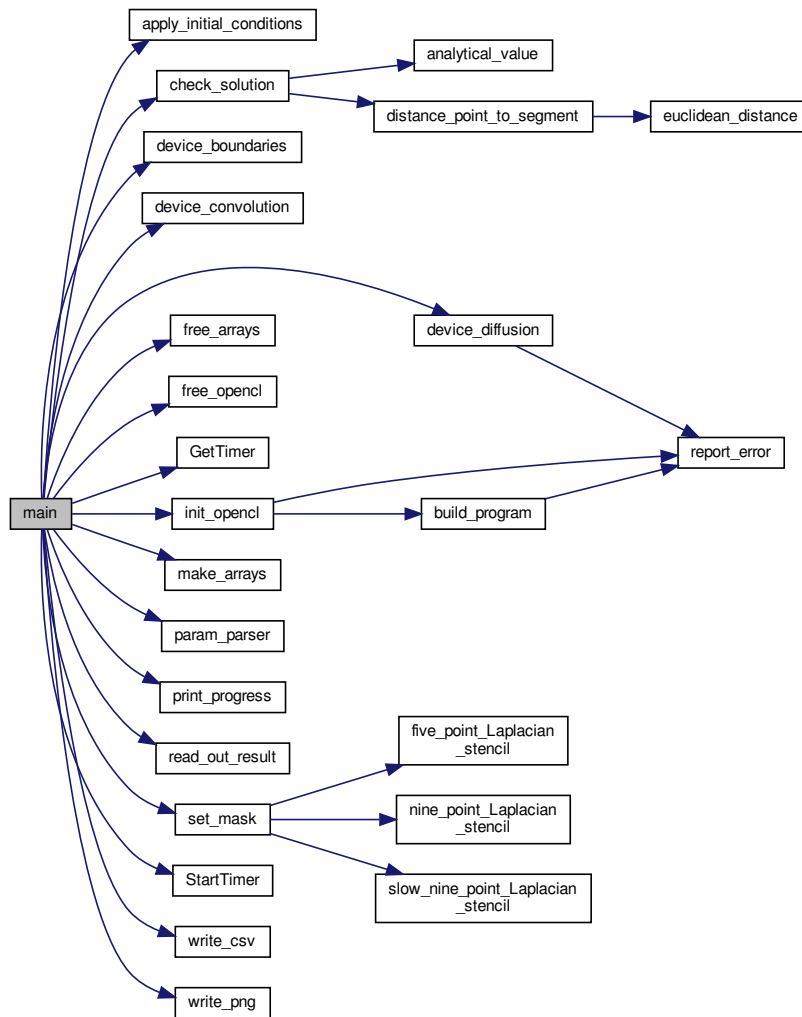 apply_initial_conditions
analytical_value
check_solution
distance_point_to_segment
euclidean_distance
device_boundaries
device_convolution
free_arrays
device_diffusion
free_opencl
GetTimer
report_error
main
init_opencl
build_program
make_arrays
param_parser
print_progress
read_out_result
five_point_Laplacian
_stencil
set_mask
nine_point_Laplacian
_stencil
StartTimer
slow_nine_point_Laplacian
_stencil
write_csv
write_png